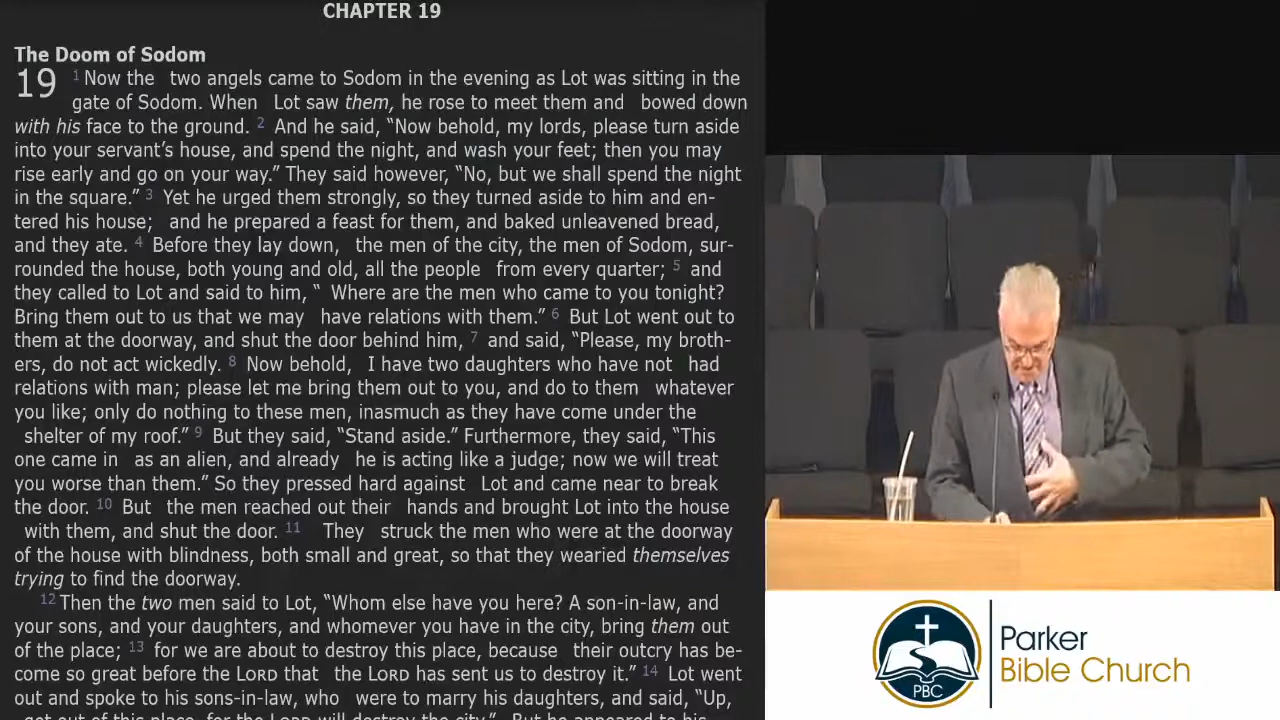 CHAPTER 19
The Doom of Sodom
19 1 Now the two angels came to Sodom in the evening as Lot was sitting in the
gate of Sodom. When Lot saw them, he rose to meet them and bowed down
with his face to the ground. 2 And he said, “Now behold, my lords, please turn aside
into your servant’s house, and spend the night, and wash your feet; then you may
rise early and go on your way.” They said however, “No, but we shall spend the night
in the square.” 3 Yet he urged them strongly, so they turned aside to him and en-
tered his house; and he prepared a feast for them, and baked unleavened bread,
and they ate. 4 Before they lay down, the men of the city, the men of Sodom, sur-
rounded the house, both young and old, all the people from every quarter; 5 and
they called to Lot and said to him, “ Where are the men who came to you tonight?
Bring them out to us that we may have relations with them.” 6 But Lot went out to
them at the doorway, and shut the door behind him, 7 and said, “Please, my broth-
ers, do not act wickedly. 8 Now behold, I have two daughters who have not had
relations with man; please let me bring them out to you, and do to them whatever
you like; only do nothing to these men, inasmuch as they have come under the
shelter of my roof.” 9 But they said, “Stand aside.” Furthermore, they said, “This
one came in as an alien, and already he is acting like a judge; now we will treat
you worse than them.” So they pressed hard against Lot and came near to break
the door. 10 But the men reached out their hands and brought Lot into the house
with them, and shut the door. 11 They struck the men who were at the doorway
of the house with blindness, both small and great, so that they wearied themselves
trying to find the doorway.
12 Then the two men said to Lot, “Whom else have you here? A son-in-law, and
your sons, and your daughters, and whomever you have in the city, bring them out
of the place; 13 for we are about to destroy this place, because their outcry has be-
come so great before the LORD that the LORD has sent us to destroy it.” 14 Lot went
out and spoke to his sons-in-law, who were to marry his daughters, and said, “Up,
get out of this place, for the LORD will destroy the city.” But he appeared to his
PBC
Parker
Bible Church